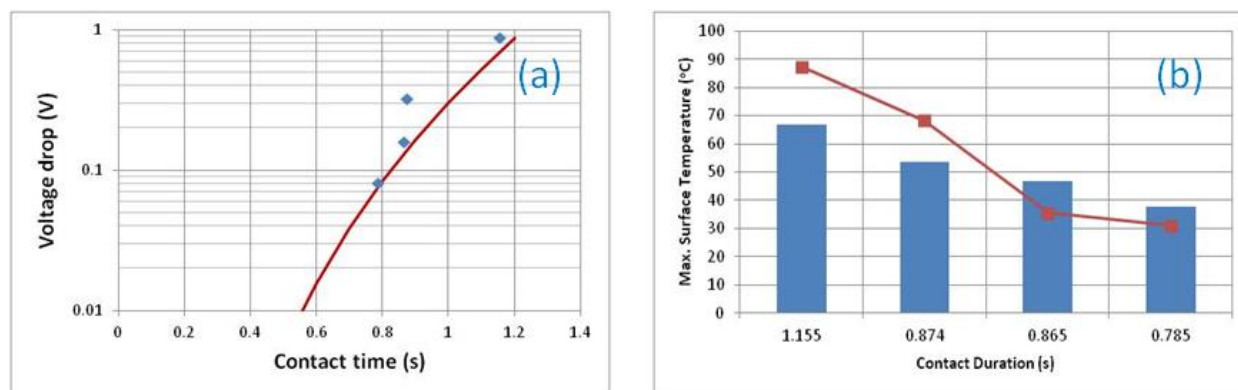 1
0.1
0.01
Voltage drop (V)
(a)
0 0.2 0.4 0.6 0.8 1 1.2 1.4
Contact time (s)
100
90
80
70
60
50
40
30
20
10
0
Max. Surface Temperature (°C)
(b)
1.155 0.874 0.865 0.785
Contact Duration (s)